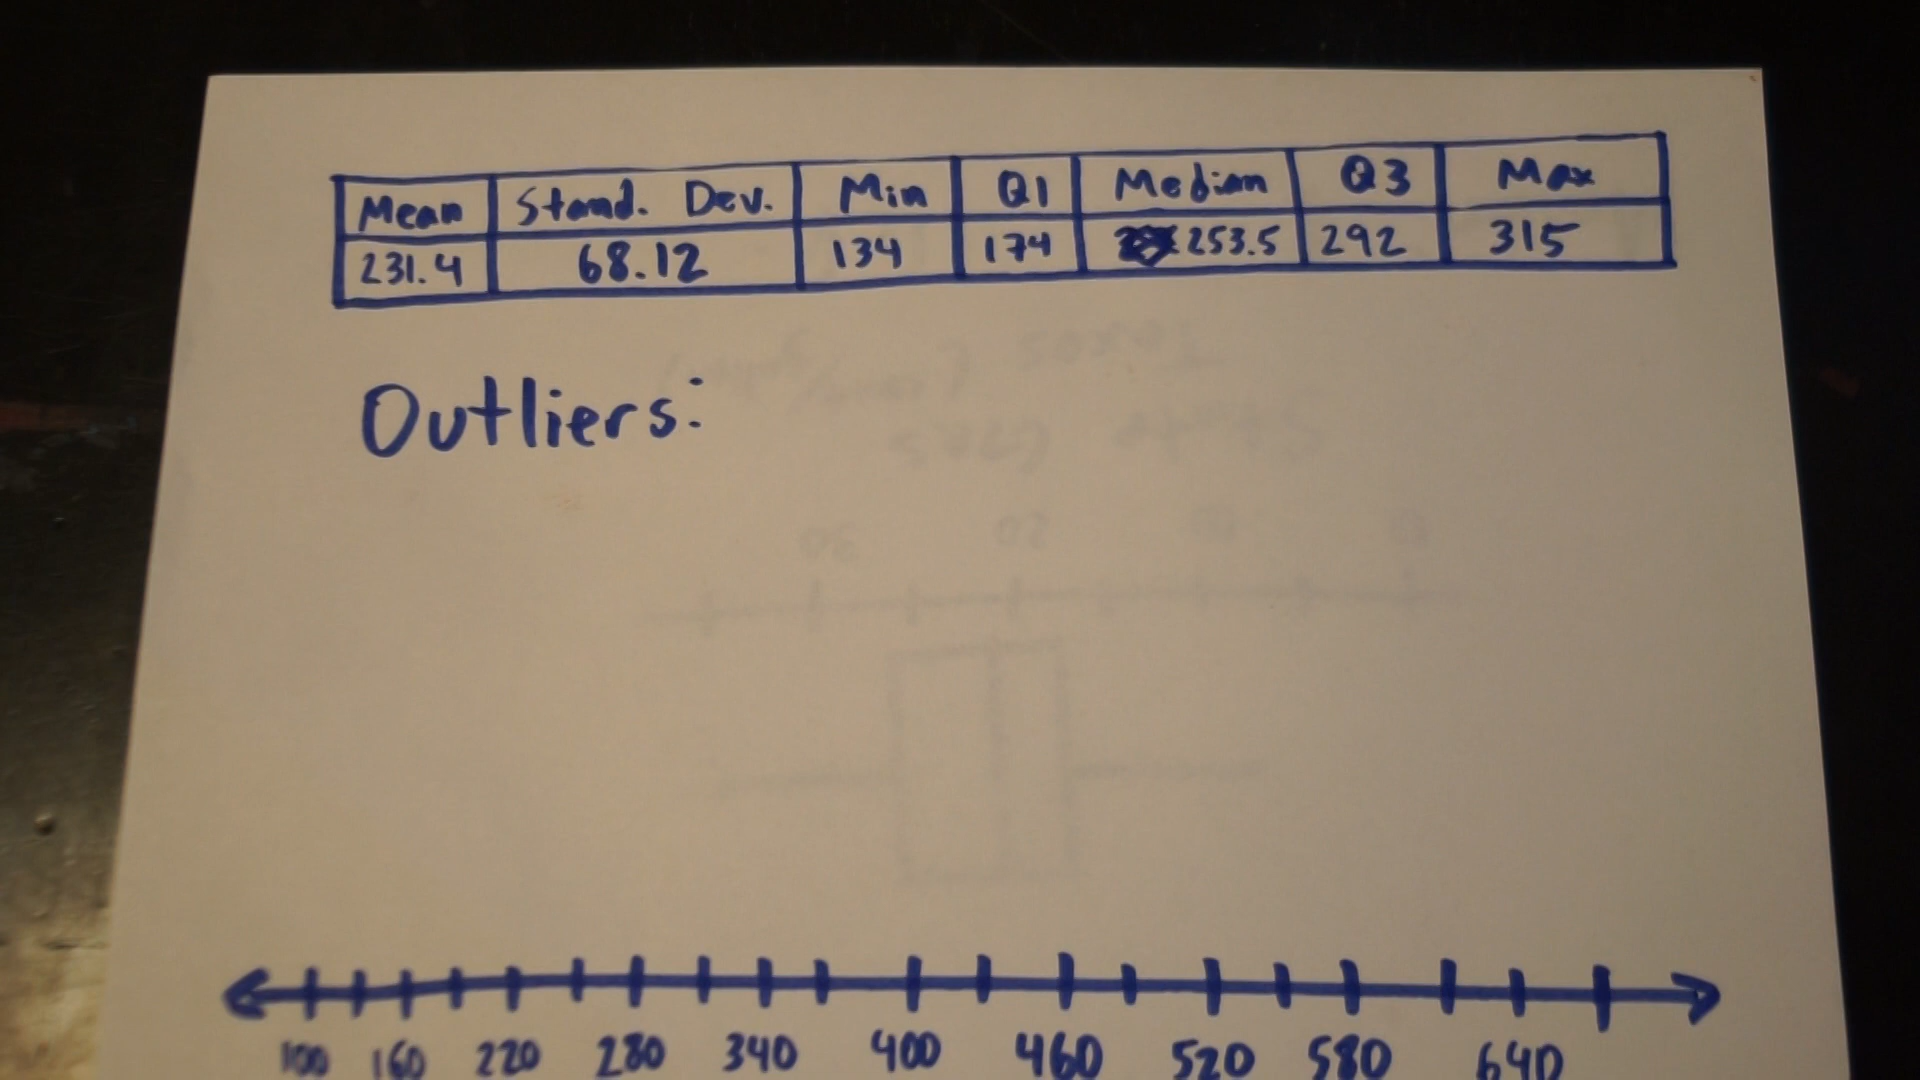 Mean Stand. Dev. Min Q1 Median Q3 Max
231.4 68.12 134 174 253.5 292 315
Outliers:
100 160 220 280 340 400 460 520 580 640